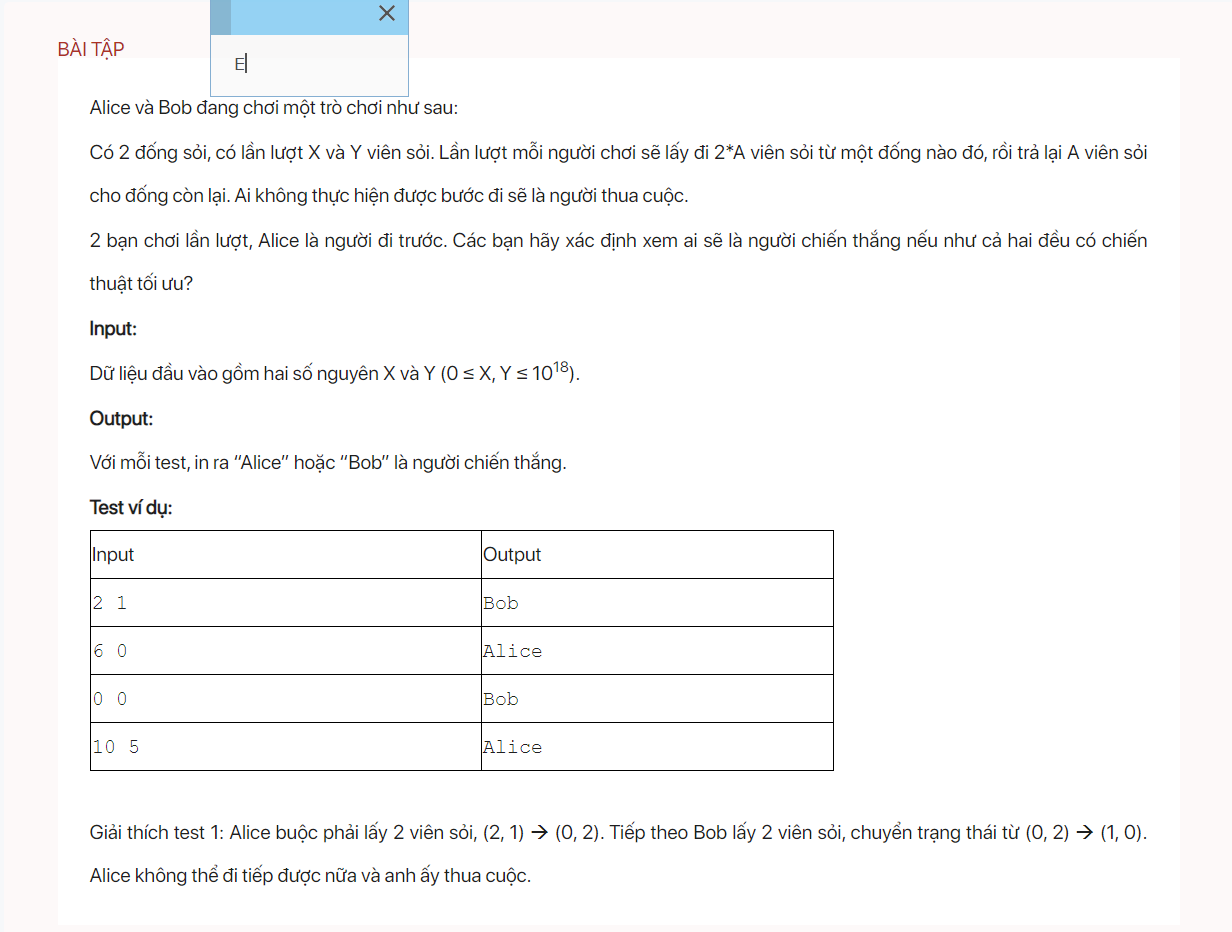 E
BÀI TẬP
Alice và Bob đang chơi một trò chơi như sau:
Có 2 đống sỏi, có lần lượt X và Y viên sỏi. Lần lượt mỗi người chơi sẽ lấy đi 2*A viên sỏi từ một đống nào đó, rồi trả lại A viên sỏi
cho đống còn lại. Ai không thực hiện được bước đi sẽ là người thua cuộc.
2 bạn chơi lần lượt, Alice là người đi trước. Các bạn hãy xác định xem ai sẽ là người chiến thắng nếu như cả hai đều có chiến
thuật tối ưu?
Input:
Dữ liệu đầu vào gồm hai số nguyên X và Y (0 ≤ X, Y ≤ 10^18).
Output:
Với mỗi test, in ra “Alice” hoặc “Bob” là người chiến thắng.
Test ví dụ:
Input Output
2 1 Bob
6 0 Alice
0 0 Bob
10 5 Alice
Giải thích test 1: Alice buộc phải lấy 2 viên sỏi, (2, 1) → (0, 2). Tiếp theo Bob lấy 2 viên sỏi, chuyển trạng thái từ (0, 2) → (1, 0).
Alice không thể đi tiếp được nữa và anh ấy thua cuộc.